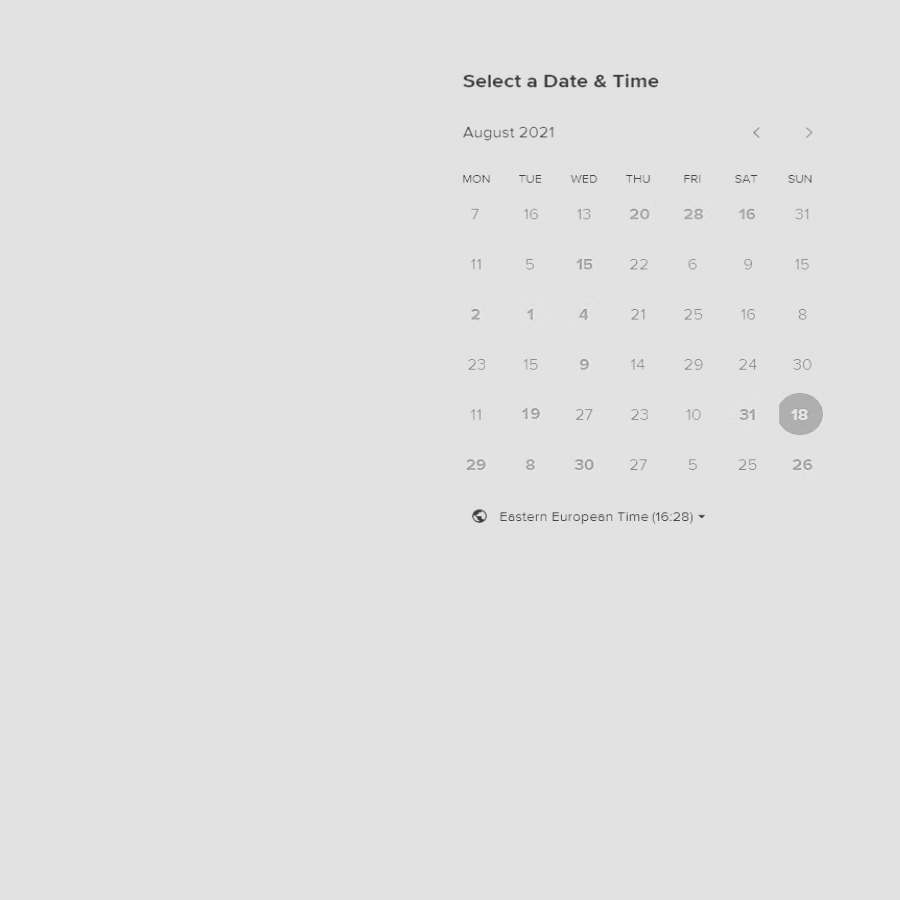 Select a Date & Time
August 2021
MON TUE WED THU FRI SAT SUN
7 16 13 20 28 16 31
11 5 15 22 6 9 15
2 1 4 21 25 16 8
23 15 9 14 29 24 30
11 19 27 23 10 31 18
29 8 30 27 5 25 26
Eastern European Time (16:28)